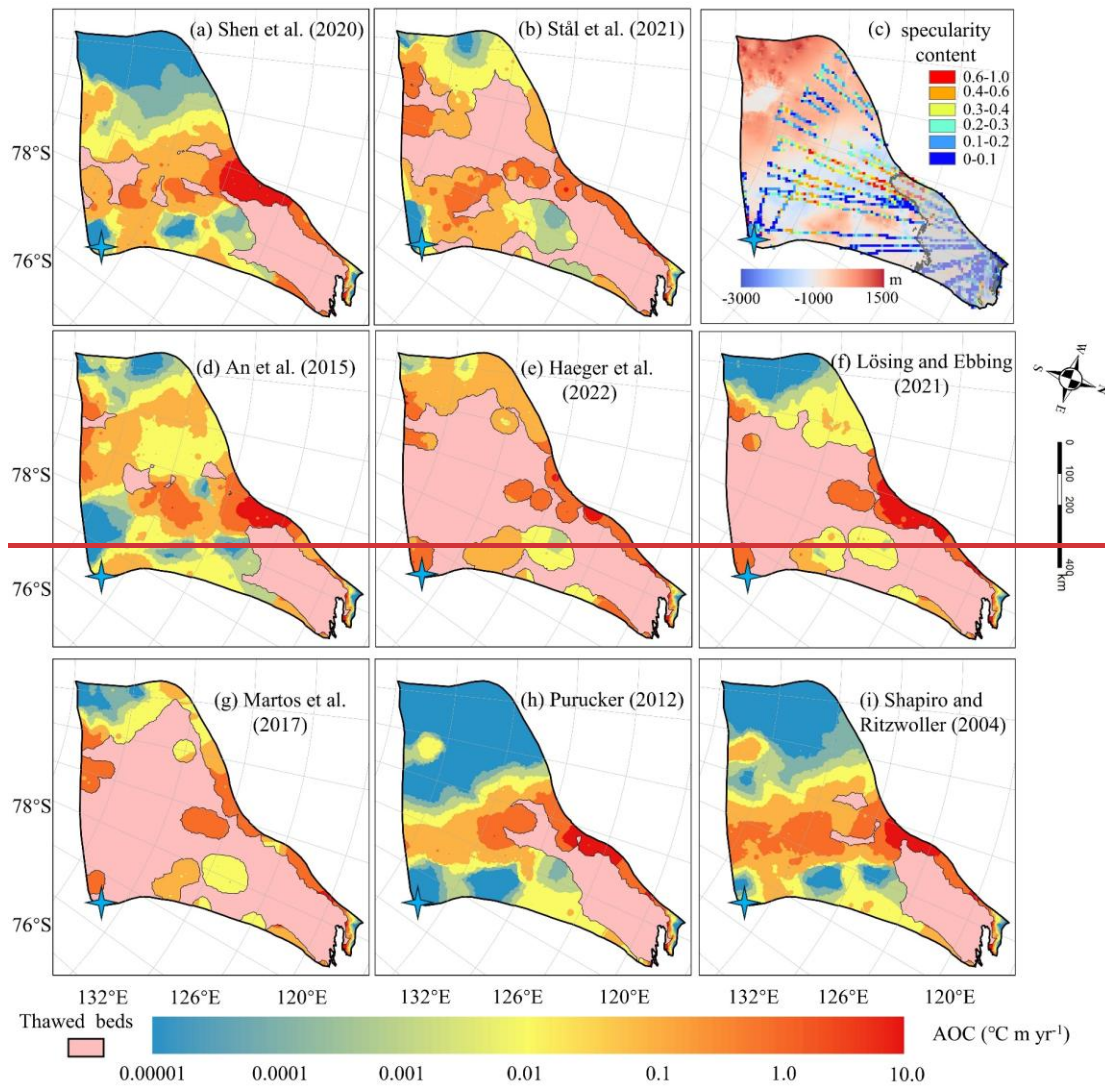 (a) Shen et al. (2020)
(b) Stål et al. (2021)
(c) specularity
content
0.6-1.0
0.4-0.6
0.3-0.4
0.2-0.3
0.1-0.2
0-0.1
-3000 -1000 1500 m
78°S
76°S
(d) An et al. (2015)
(e) Haeger et al.
(2022)
(f) Lösing and Ebbing
(2021)
78°S
76°S
S W E N
0 100 200 400
km
(g) Martos et al.
(2017)
(h) Purucker (2012)
(i) Shapiro and
Ritzwoller (2004)
78°S
76°S
132°E 126°E 120°E
132°E 126°E 120°E
132°E 126°E 120°E
Thawed beds
AOC (°C m yr⁻¹)
0.00001 0.0001 0.001 0.01 0.1 1.0 10.0